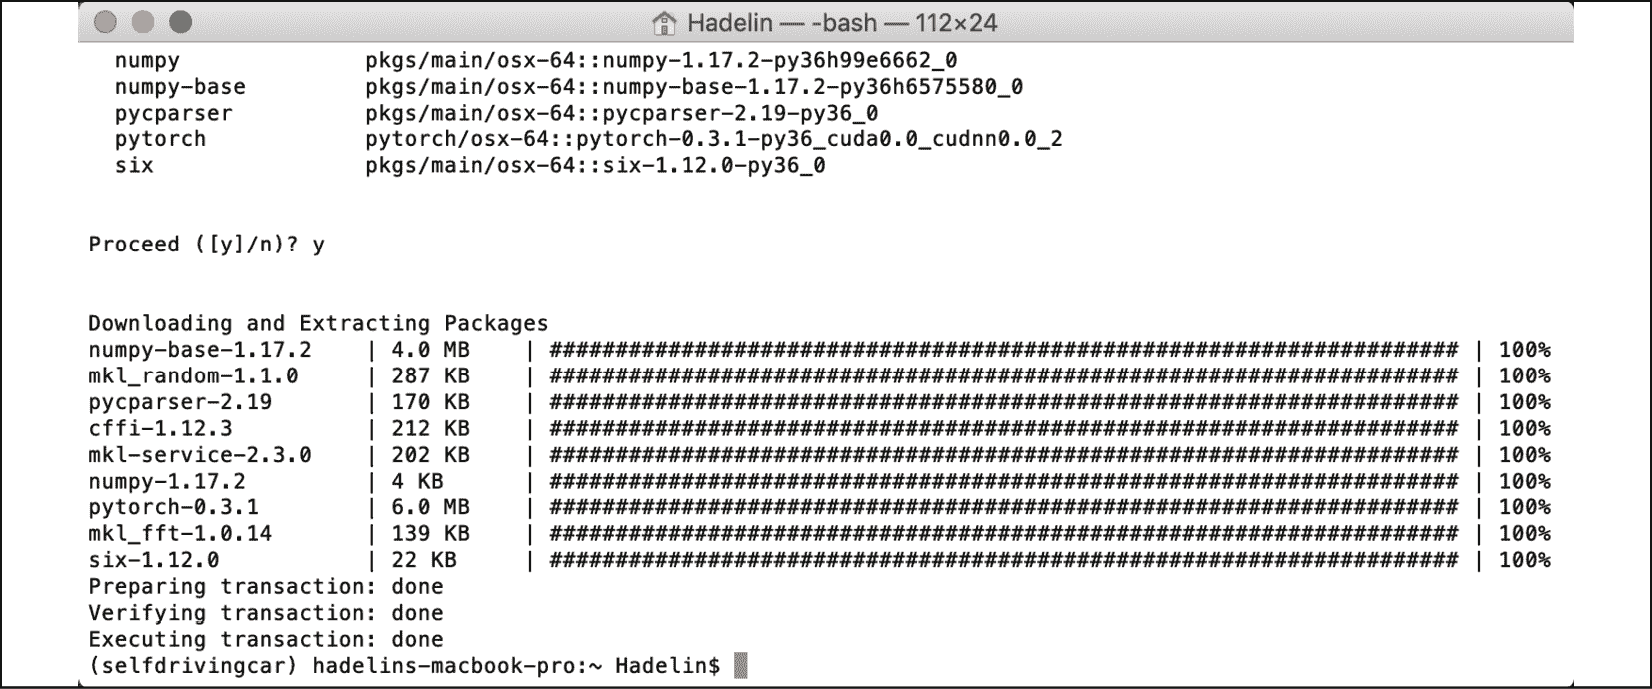 Hadelin — -bash — 112×24
numpy pkgs/main/osx-64::numpy-1.17.2-py36h99e6662_0
numpy-base pkgs/main/osx-64::numpy-base-1.17.2-py36h6575580_0
pycparser pkgs/main/osx-64::pycparser-2.19-py36_0
pytorch pytorch/osx-64::pytorch-0.3.1-py36_cuda0.0_cudnn0.0_2
six pkgs/main/osx-64::six-1.12.0-py36_0
Proceed ([y]/n)? y
Downloading and Extracting Packages
numpy-base-1.17.2 | 4.0 MB | ##################################################################### | 100%
mkl_random-1.1.0 | 287 KB | ##################################################################### | 100%
pycparser-2.19 | 170 KB | ##################################################################### | 100%
cffi-1.12.3 | 212 KB | ##################################################################### | 100%
mkl-service-2.3.0 | 202 KB | ##################################################################### | 100%
numpy-1.17.2 | 4 KB | ##################################################################### | 100%
pytorch-0.3.1 | 6.0 MB | ##################################################################### | 100%
mkl_fft-1.0.14 | 139 KB | ##################################################################### | 100%
six-1.12.0 | 22 KB | ##################################################################### | 100%
Preparing transaction: done
Verifying transaction: done
Executing transaction: done
(selfdrivingcar) hadelins-macbook-pro:~ Hadelin$